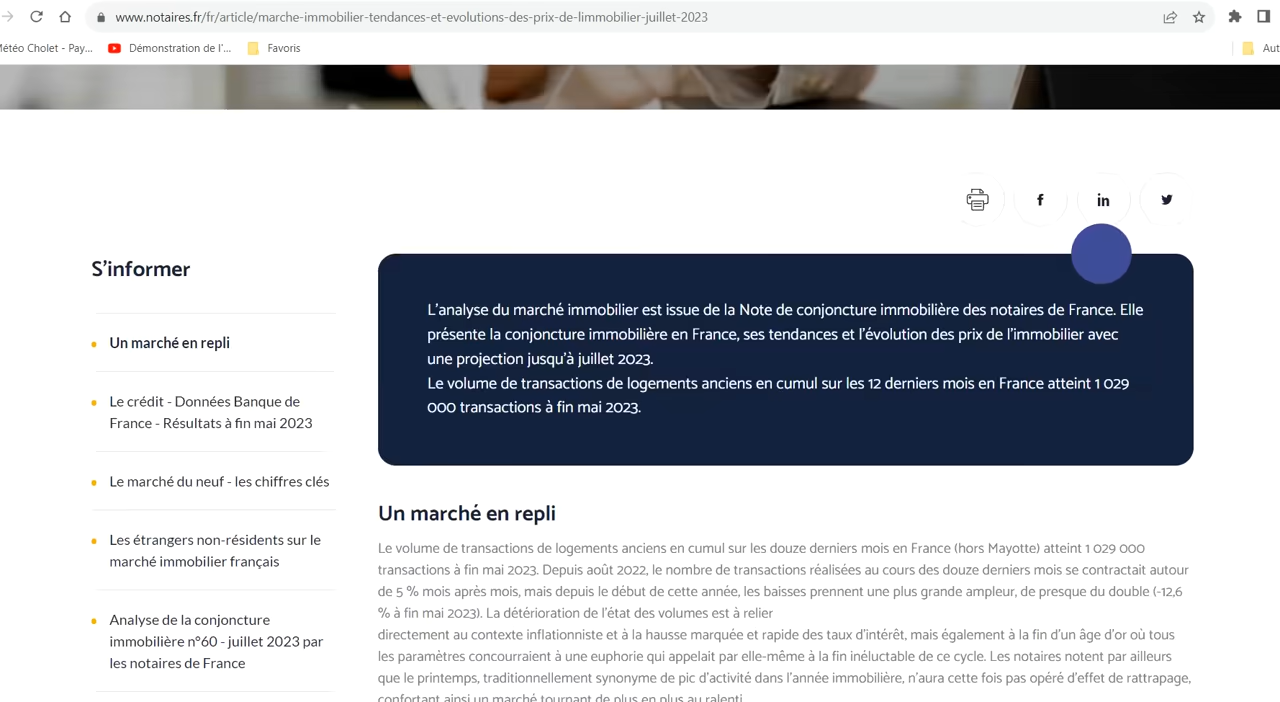 www.notaires.fr/fr/article/marche-immobilier-tendances-et-evolutions-des-prix-de-limmobilier-juillet-2023
Météo Cholet - Pay... Démonstration de l'... Favoris Aut
f in
S'informer
Un marché en repli
Le crédit - Données Banque de
France - Résultats à fin mai 2023
Le marché du neuf - les chiffres clés
Les étrangers non-résidents sur le
marché immobilier français
Analyse de la conjoncture
immobilière n°60 - juillet 2023 par
les notaires de France
L'analyse du marché immobilier est issue de la Note de conjoncture immobilière des notaires de France. Elle
présente la conjoncture immobilière en France, ses tendances et l'évolution des prix de l'immobilier avec
une projection jusqu'à juillet 2023.
Le volume de transactions de logements anciens en cumul sur les 12 derniers mois en France atteint 1 029
000 transactions à fin mai 2023.
Un marché en repli
Le volume de transactions de logements anciens en cumul sur les douze derniers mois en France (hors Mayotte) atteint 1 029 000
transactions à fin mai 2023. Depuis août 2022, le nombre de transactions réalisées au cours des douze derniers mois se contractait autour
de 5 % mois après mois, mais depuis le début de cette année, les baisses prennent une plus grande ampleur, de presque du double (-12,6
% à fin mai 2023). La détérioration de l'état des volumes est à relier
directement au contexte inflationniste et à la hausse marquée et rapide des taux d'intérêt, mais également à la fin d'un âge d'or où tous
les paramètres concourraient à une euphorie qui appelait par elle-même à la fin inéluctable de ce cycle. Les notaires notent par ailleurs
que le printemps, traditionnellement synonyme de pic d'activité dans l'année immobilière, n'aura cette fois pas opéré d'effet de rattrapage,
confortant ainsi un marché tournant de plus en plus au ralenti.